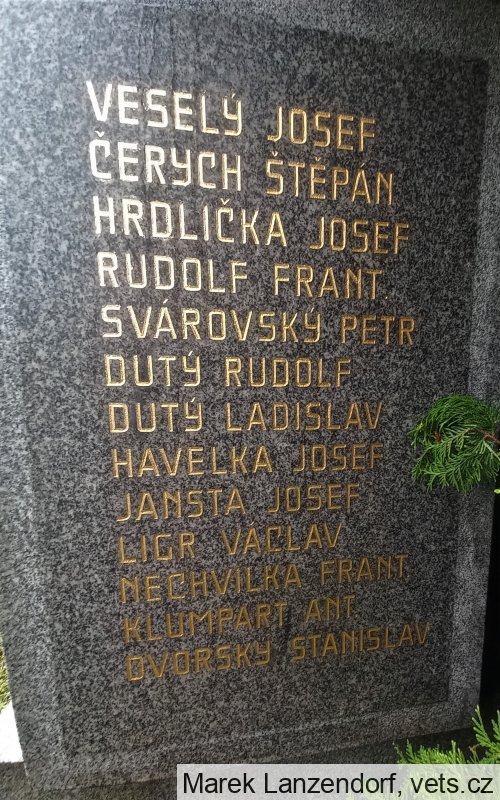 VESELÝ JOSEF
ČERYCH ŠTĚPÁN
HRDLIČKA JOSEF
RUDOLF FRANT.
SVÁROVSKÝ PETR
DUTÝ RUDOLF
DUTÝ LADISLAV
HAVELKA JOSEF
JANSTA JOSEF
LIGR VÁCLAV
NECHVILKA FRANT.
KLUMPART ANT.
DVORSKÝ STANISLAV
Marek Lanzendorf, vets.cz